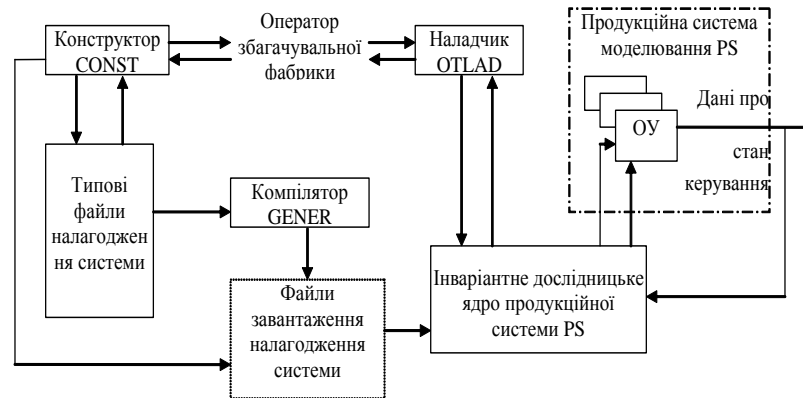 Конструктор
CONST
Оператор
збагачувальної
фабрики
Наладчик
OTLAD
Продукційна система
моделювання PS
ОУ
Дані про
стан
керування
Типові
файли
налагоджен
ня системи
Компілятор
GENER
Файли
завантаження
налагодження
системи
Інваріантне дослідницьке
ядро продукційної
системи PS